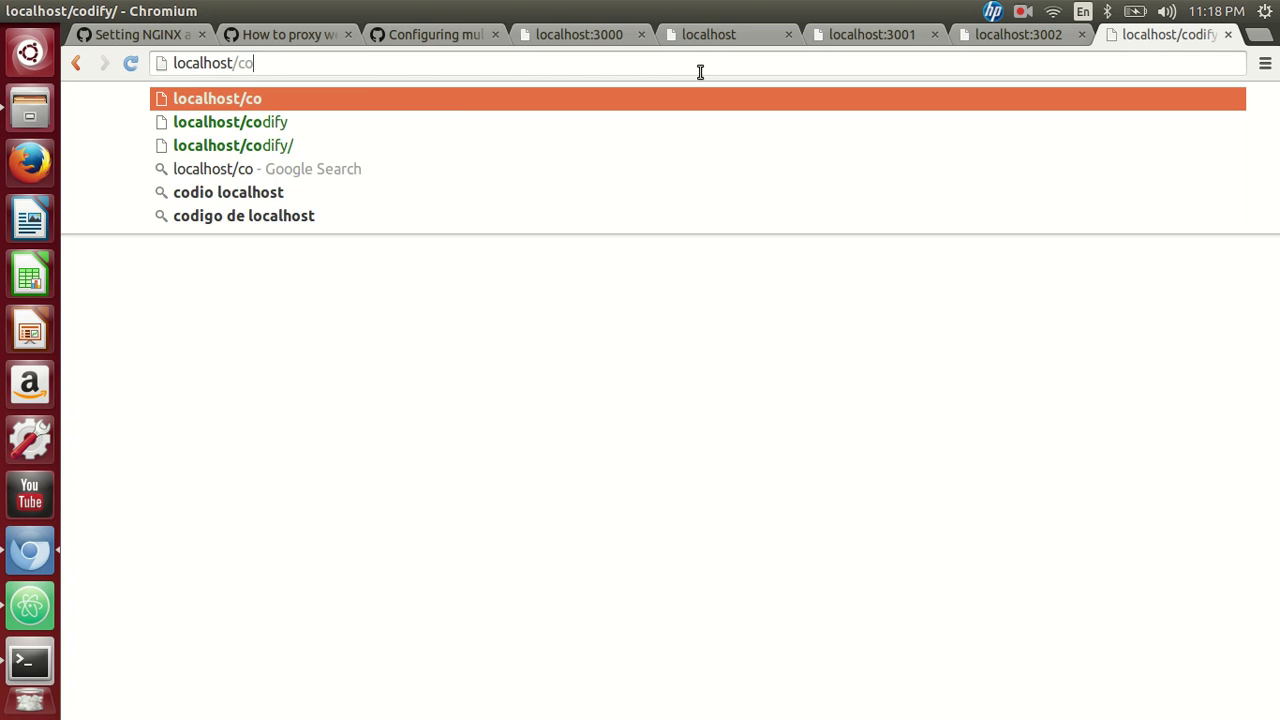 localhost/codify/ - Chromium
hp
En
11:18 PM
Setting NGINX a
How to proxy we
Configuring mul
localhost:3000
localhost
localhost:3001
localhost:3002
localhost/codify
localhost/co
localhost/co
localhost/codify
localhost/codify/
localhost/co - Google Search
codio localhost
codigo de localhost
a
You
Tube
>_